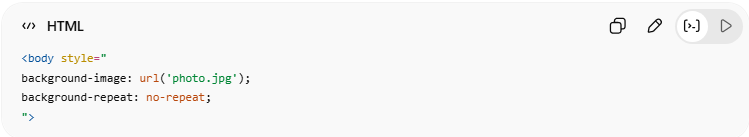 HTML
<body style="
background-image: url('photo.jpg');
background-repeat: no-repeat;
">